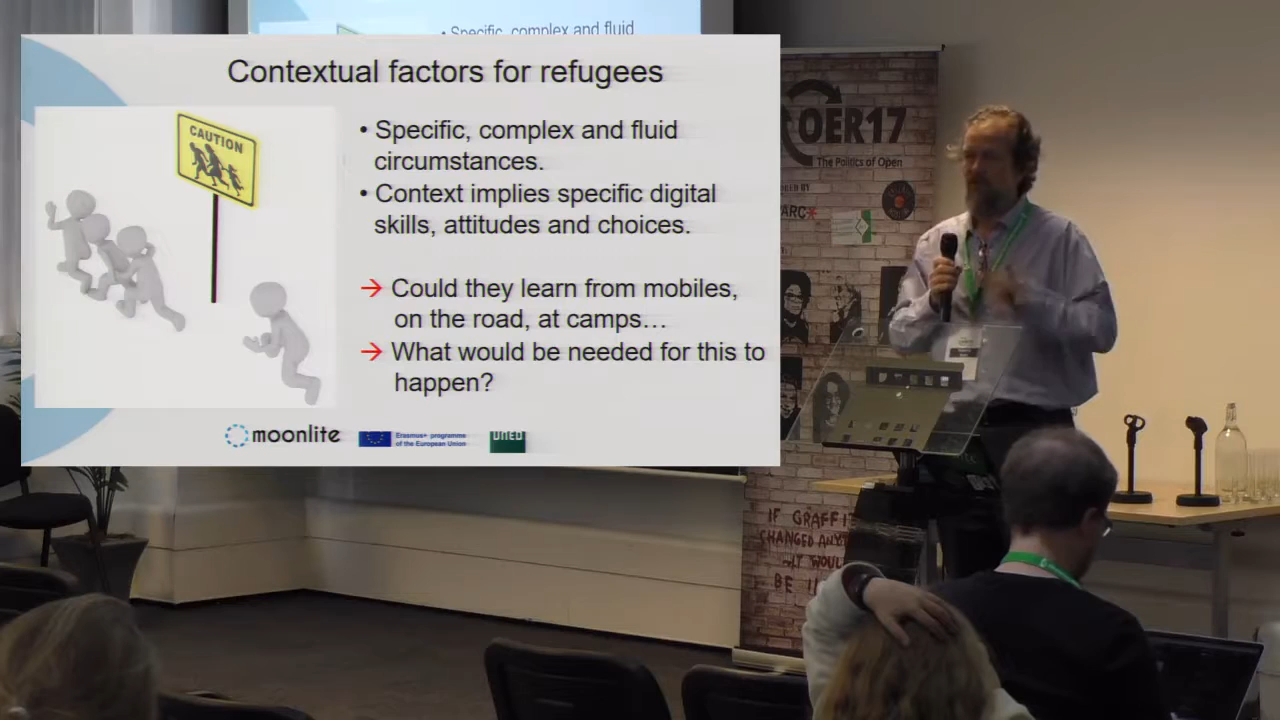 • Specific, complex and fluid
Contextual factors for refugees
CAUTION
• Specific, complex and fluid
circumstances.
• Context implies specific digital
skills, attitudes and choices.
→ Could they learn from mobiles,
on the road, at camps…
→ What would be needed for this to
happen?
moonlite
Erasmus+ programme
of the European Union
UNED
OER17
The Politics of Open
BY
ARC
IF GRAFFI
CHANGED ANY
IT WOUL
BE